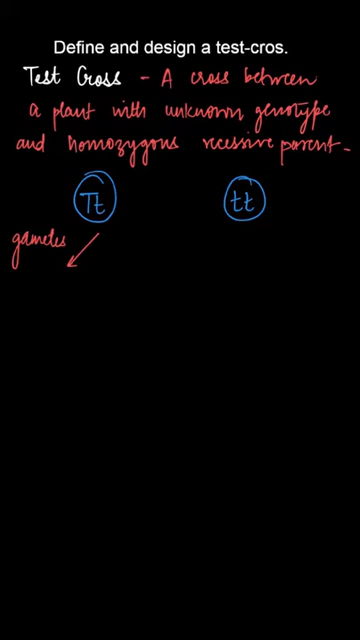 Define and design a test-cros.
Test Cross - A cross between
a plant with unknown genotype
and homozygous recessive parent.
Tt tt
gametes